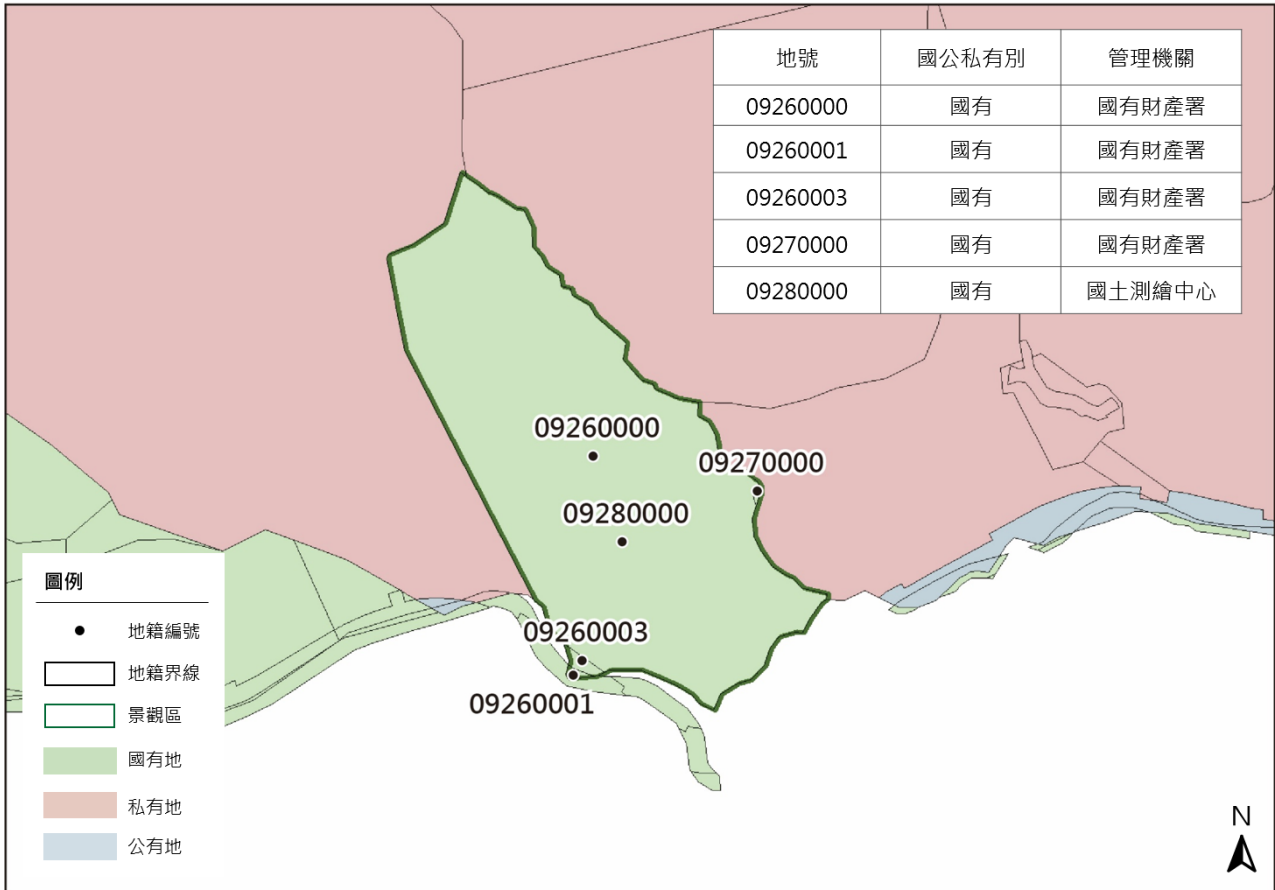 地號 國公私有別 管理機關
09260000 國有 國有財產署
09260001 國有 國有財產署
09260003 國有 國有財產署
09270000 國有 國有財產署
09280000 國有 國土測繪中心
09260000
09270000
09280000
09260003
09260001
圖例
地籍編號
地籍界線
景觀區
國有地
私有地
公有地
N